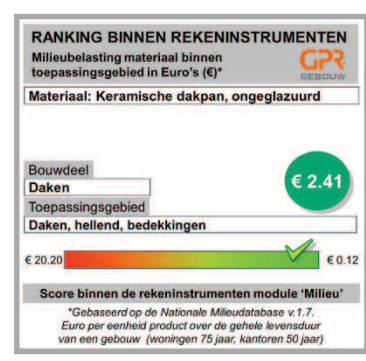 RANKING BINNEN REKENINSTRUMENTEN
Milieubelasting materiaal binnen
toepassingsgebied in Euro's (€)*
GPR
GEBOUW
Materiaal: Keramische dakpan, ongeglazuurd
Bouwdeel
Daken
€ 2.41
Toepassingsgebied
Daken, hellend, bedekkingen
€ 20.20
€ 0.12
Score binnen de rekeninstrumenten module 'Milieu'
*Gebaseerd op de Nationale Milieudatabase v.1.7.
Euro per eenheid product over de gehele levensduur
van een gebouw (woningen 75 jaar, kantoren 50 jaar)